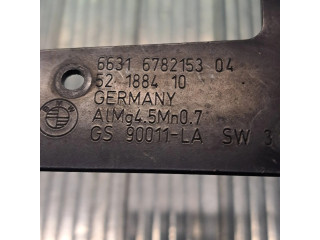 6631 6782153 04
52 1884 10
GERMANY
AlMg4.5Mn0.7
GS 90011-LA SW 3